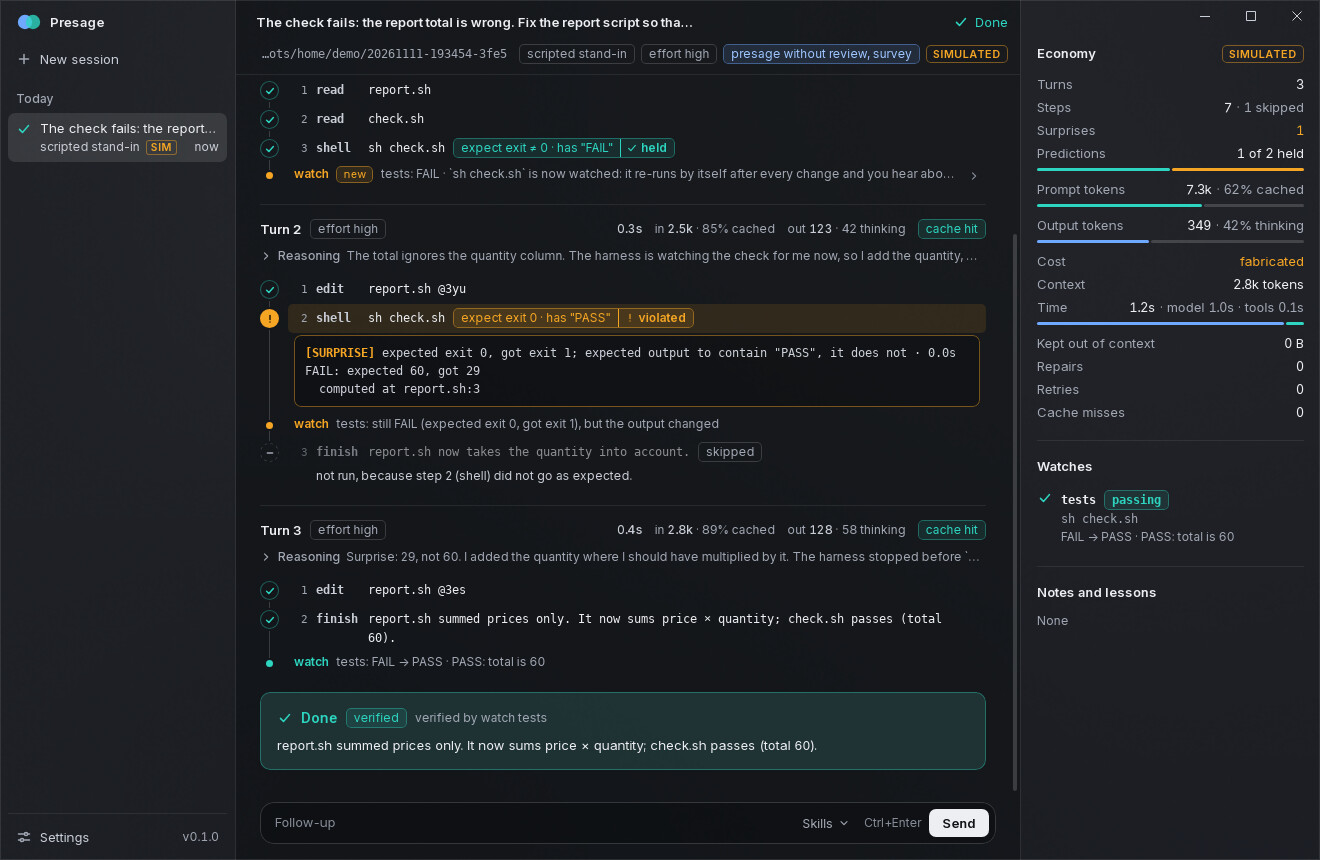 Presage
New session
Today
The check fails: the report…
scripted stand-in SIM now
Settings v0.1.0
The check fails: the report total is wrong. Fix the report script so tha… Done
…ots/home/demo/20261111-193454-3fe5 scripted stand-in effort high presage without review, survey SIMULATED
1 read report.sh
2 read check.sh
3 shell sh check.sh expect exit ≠ 0 · has "FAIL" ✓ held
watch new tests: FAIL · `sh check.sh` is now watched: it re-runs by itself after every change and you hear abo…
Turn 2 effort high 0.3s in 2.5k · 85% cached out 123 · 42 thinking cache hit
Reasoning The total ignores the quantity column. The harness is watching the check for me now, so I add the quantity, …
1 edit report.sh @3yu
! 2 shell sh check.sh expect exit 0 · has "PASS" ! violated
[SURPRISE] expected exit 0, got exit 1; expected output to contain "PASS", it does not · 0.0s
FAIL: expected 60, got 29
computed at report.sh:3
watch tests: still FAIL (expected exit 0, got exit 1), but the output changed
3 finish report.sh now takes the quantity into account. skipped
not run, because step 2 (shell) did not go as expected.
Turn 3 effort high 0.4s in 2.8k · 89% cached out 128 · 58 thinking cache hit
Reasoning Surprise: 29, not 60. I added the quantity where I should have multiplied by it. The harness stopped before `…
1 edit report.sh @3es
2 finish report.sh summed prices only. It now sums price × quantity; check.sh passes (total
60).
watch tests: FAIL → PASS · PASS: total is 60
Done verified verified by watch tests
report.sh summed prices only. It now sums price × quantity; check.sh passes (total 60).
Follow-up Skills Ctrl+Enter Send
Economy SIMULATED
Turns 3
Steps 7 · 1 skipped
Surprises 1
Predictions 1 of 2 held
Prompt tokens 7.3k · 62% cached
Output tokens 349 · 42% thinking
Cost fabricated
Context 2.8k tokens
Time 1.2s · model 1.0s · tools 0.1s
Kept out of context 0 B
Repairs 0
Retries 0
Cache misses 0
Watches
tests passing
sh check.sh
FAIL → PASS · PASS: total is 60
Notes and lessons
None